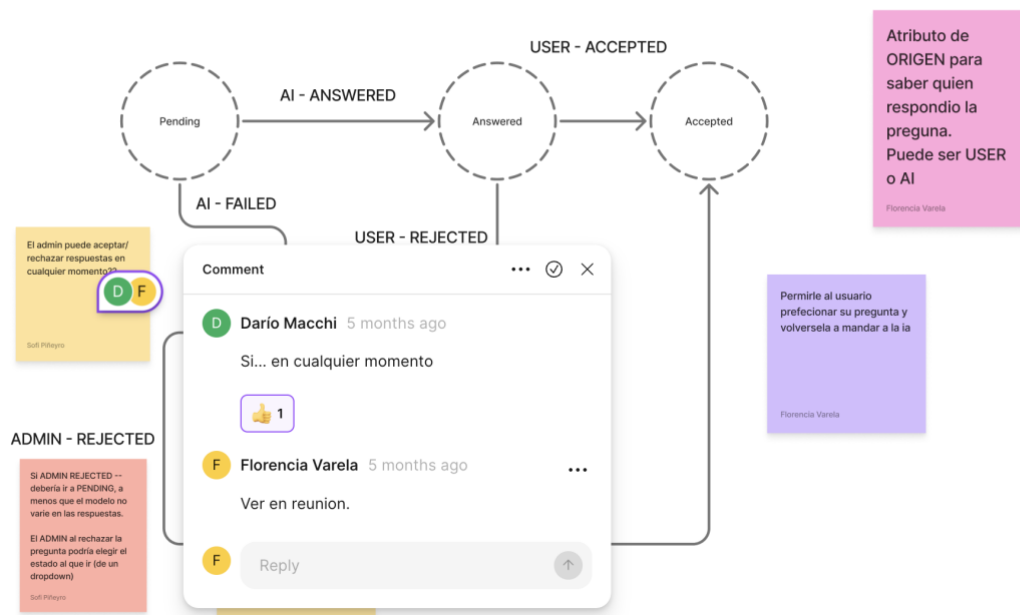 USER - ACCEPTED
AI - ANSWERED
Pending
Answered
Accepted
Atributo de
ORIGEN para
saber quien
respondio la
preguna.
Puede ser USER
o AI
Florencia Varela
AI - FAILED
USER - REJECTED
El admin puede aceptar/
rechazar respuestas en
cualquier momento??
D F
Sofi Piñeyro
Comment
D Darío Macchi 5 months ago
Si... en cualquier momento
👍 1
F Florencia Varela 5 months ago
Ver en reunion.
F Reply
Permirle al usuario
prefecionar su pregunta y
volversela a mandar a la ia
Florencia Varela
ADMIN - REJECTED
Si ADMIN REJECTED --
debería ir a PENDING, a
menos que el modelo no
varie en las respuestas.
El ADMIN al rechazar la
pregunta podría elegir el
estado al que ir (de un
dropdown)
Sofi Piñeyro